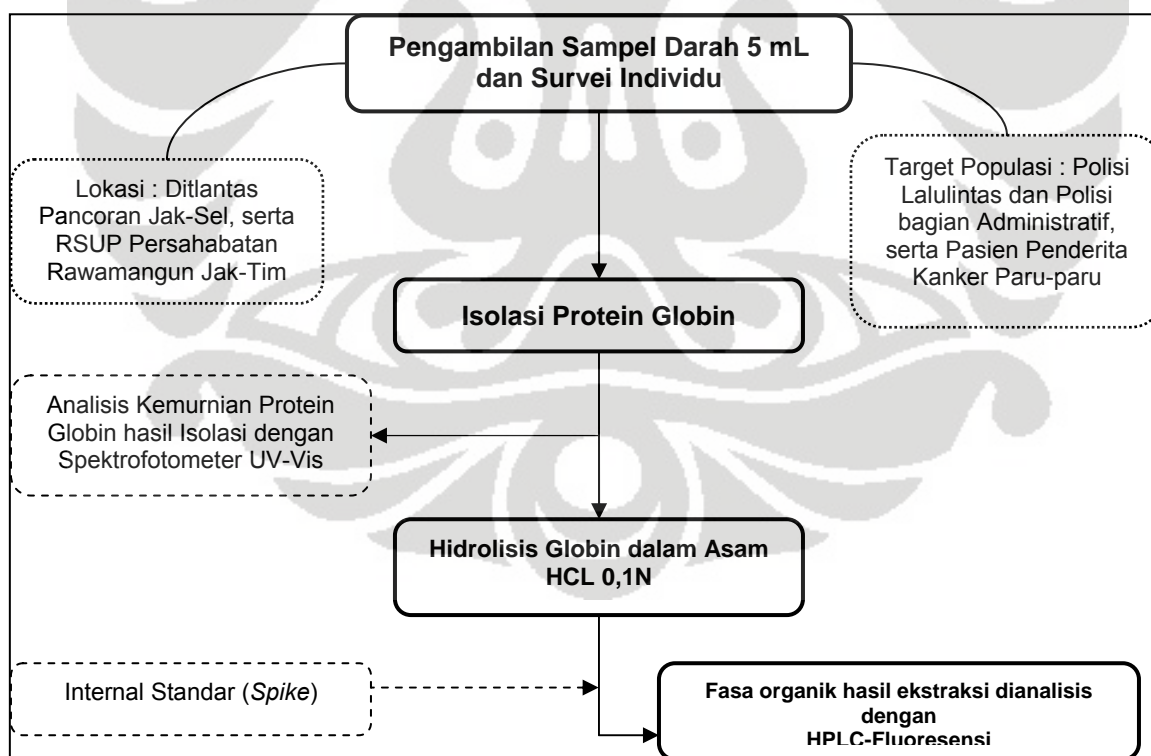 Pengambilan Sampel Darah 5 mL
dan Survei Individu
Lokasi : Ditlantas
Pancoran Jak-Sel, serta
RSUP Persahabatan
Rawamangun Jak-Tim
Target Populasi : Polisi
Lalulintas dan Polisi
bagian Administratif,
serta Pasien Penderita
Kanker Paru-paru
Isolasi Protein Globin
Analisis Kemurnian Protein
Globin hasil Isolasi dengan
Spektrofotometer UV-Vis
Hidrolisis Globin dalam Asam
HCL 0,1N
Internal Standar (Spike)
Fasa organik hasil ekstraksi dianalisis
dengan
HPLC-Fluoresensi